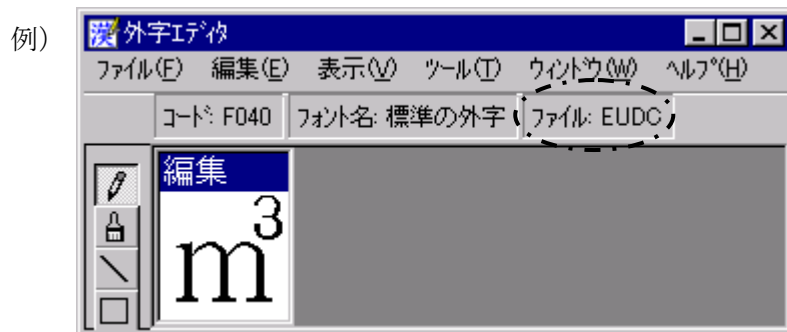 例）
外字ｴﾃﾞｨﾀ
ﾌｧｲﾙ(F) 編集(E) 表示(V) ﾂｰﾙ(T) ｳｨﾝﾄﾞｳ(W) ﾍﾙﾌﾟ(H)
ｺｰﾄﾞ: F040 ﾌｫﾝﾄ名: 標準の外字 ﾌｧｲﾙ: EUDC
編集
m3